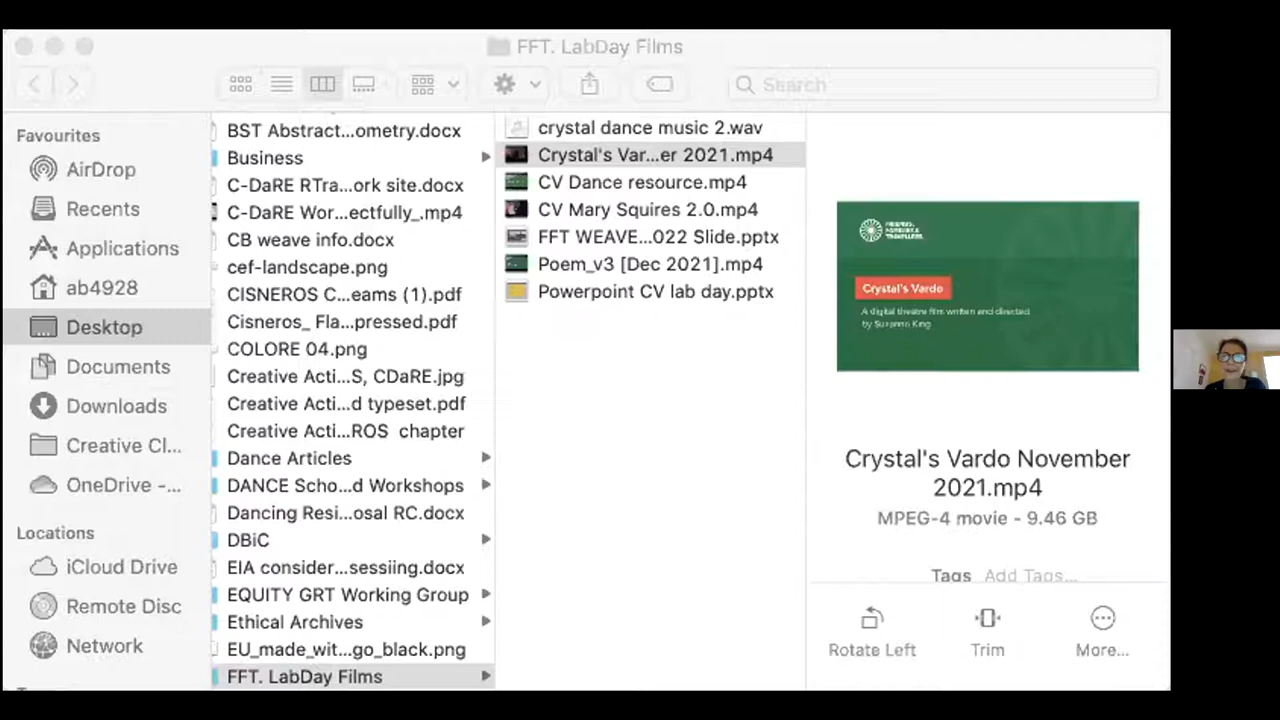 FFT. LabDay Films
Search
Favourites
AirDrop
Recents
Applications
ab4928
Desktop
Documents
Downloads
Creative Cl...
OneDrive -...
Locations
iCloud Drive
Remote Disc
Network
BST Abstract...ometry.docx
Business
C-DaRE RTra...ork site.docx
C-DaRE Wor...ectfully_.mp4
CB weave info.docx
cef-landscape.png
CISNEROS C...eams (1).pdf
Cisneros_ Fla...pressed.pdf
COLORE 04.png
Creative Acti...S, CDaRE.jpg
Creative Acti...d typeset.pdf
Creative Acti...ROS chapter
Dance Articles
DANCE Scho...d Workshops
Dancing Resi...osal RC.docx
DBiC
EIA consider...sessiing.docx
EQUITY GRT Working Group
Ethical Archives
EU_made_wit...go_black.png
FFT. LabDay Films
crystal dance music 2.wav
Crystal's Var...er 2021.mp4
CV Dance resource.mp4
CV Mary Squires 2.0.mp4
FFT WEAVE...022 Slide.pptx
Poem_v3 [Dec 2021].mp4
Powerpoint CV lab day.pptx
Crystal's Vardo
A digital theatre film written and directed
by Suzanna King
Crystal's Vardo November
2021.mp4
MPEG-4 movie - 9.46 GB
Tags Add Tags...
Rotate Left
Trim
More...